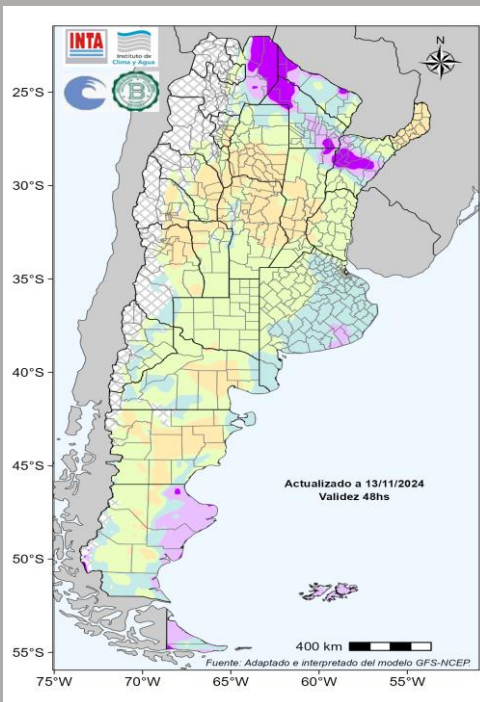 INTA
Instituto de
Clima y Agua
B
N
25°S
30°S
35°S
40°S
45°S
50°S
55°S
Actualizado a 13/11/2024
Validez 48hs
400 km
Fuente: Adaptado e interpretado del modelo GFS-NCEP.
75°W
70°W
65°W
60°W
55°W